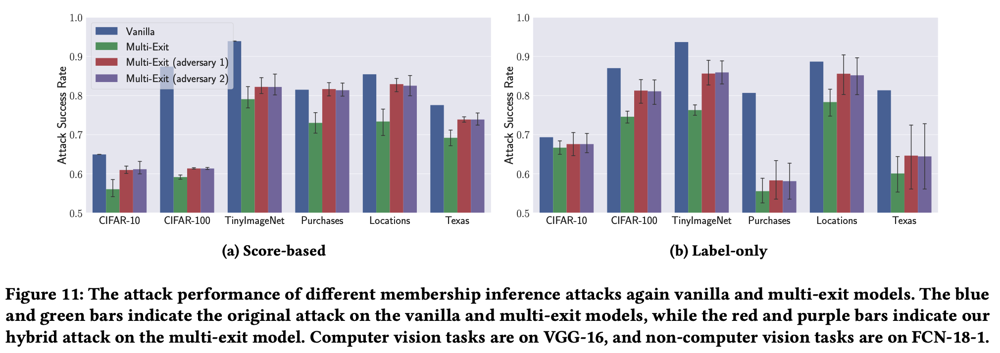 1.0
0.9
0.8
0.7
0.6
0.5
Attack Success Rate
Vanilla
Multi-Exit
Multi-Exit (adversary 1)
Multi-Exit (adversary 2)
CIFAR-10 CIFAR-100 TinyImageNet Purchases Locations Texas
(a) Score-based
1.0
0.9
0.8
0.7
0.6
0.5
Attack Success Rate
CIFAR-10 CIFAR-100 TinyImageNet Purchases Locations Texas
(b) Label-only
Figure 11: The attack performance of different membership inference attacks again vanilla and multi-exit models. The blue
and green bars indicate the original attack on the vanilla and multi-exit models, while the red and purple bars indicate our
hybrid attack on the multi-exit model. Computer vision tasks are on VGG-16, and non-computer vision tasks are on FCN-18-1.